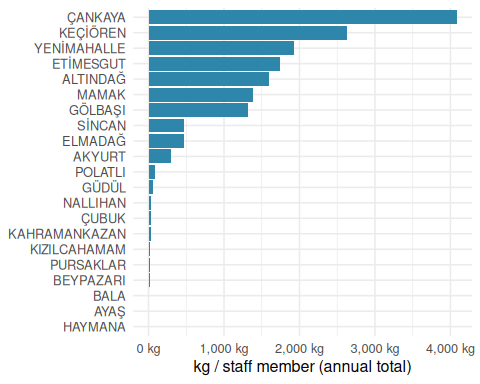 ÇANKAYA
KEÇİÖREN
YENİMAHALLE
ETİMESGUT
ALTINDAĞ
MAMAK
GÖLBAŞI
SİNCAN
ELMADAĞ
AKYURT
POLATLI
GÜDÜL
NALLIHAN
ÇUBUK
KAHRAMANKAZAN
KIZILCAHAMAM
PURSAKLAR
BEYPAZARI
BALA
AYAŞ
HAYMANA
0 kg 1,000 kg 2,000 kg 3,000 kg 4,000 kg
kg / staff member (annual total)